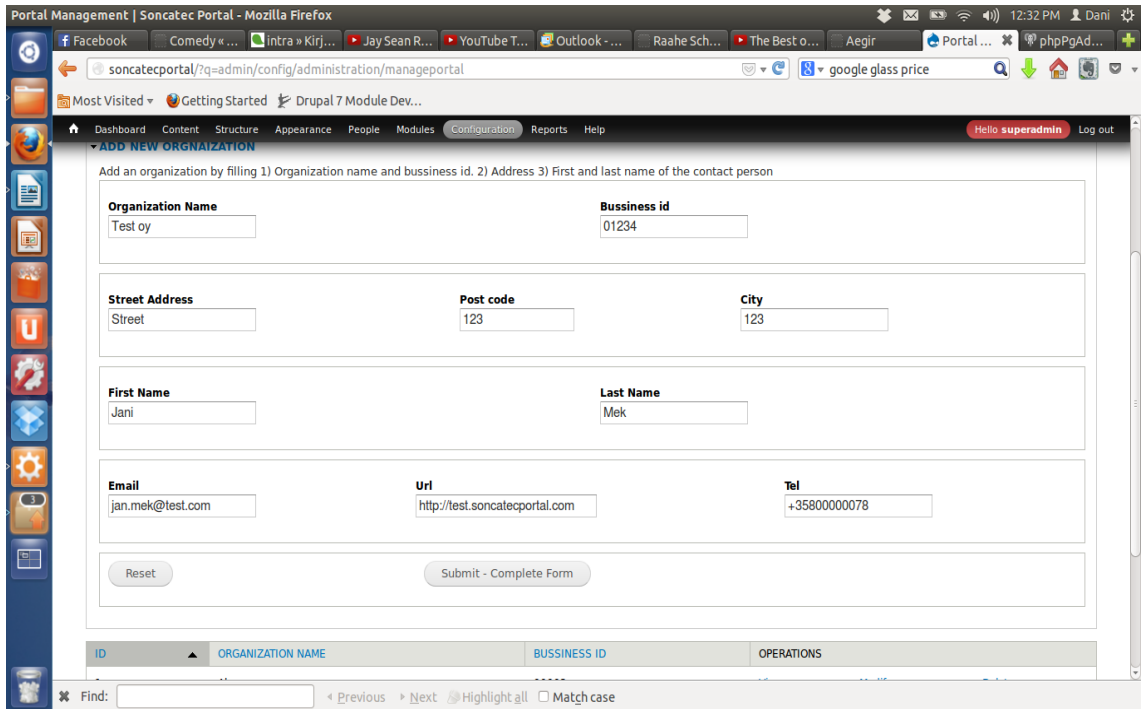 Portal Management | Soncatec Portal - Mozilla Firefox 12:32 PM Dani
Facebook Comedy «... intra » Kirj... Jay Sean R... YouTube T... Outlook - ... Raahe Sch... The Best o... Aegir Portal ... phpPgAd...
soncatecportal/?q=admin/config/administration/manageportal google glass price
Most Visited Getting Started Drupal 7 Module Dev...
Dashboard Content Structure Appearance People Modules Configuration Reports Help Hello superadmin Log out
ADD NEW ORGNAIZATION
Add an organization by filling 1) Organization name and bussiness id. 2) Address 3) First and last name of the contact person
Organization Name Bussiness id
Test oy 01234
Street Address Post code City
Street 123 123
First Name Last Name
Jani Mek
Email Url Tel
jan.mek@test.com http://test.soncatecportal.com +35800000078
3
Reset Submit - Complete Form
ID ORGANIZATION NAME BUSSINESS ID OPERATIONS
Find: Previous Next Highlight all Match case